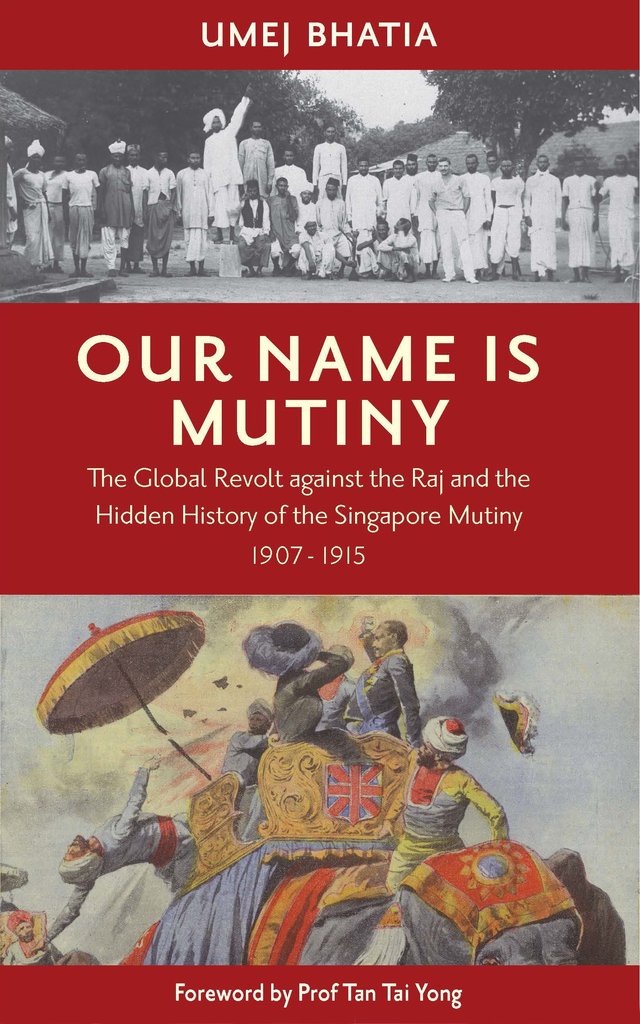 UMEJ BHATIA
OUR NAME IS
MUTINY
The Global Revolt against the Raj and the
Hidden History of the Singapore Mutiny
1907 - 1915
Foreword by Prof Tan Tai Yong